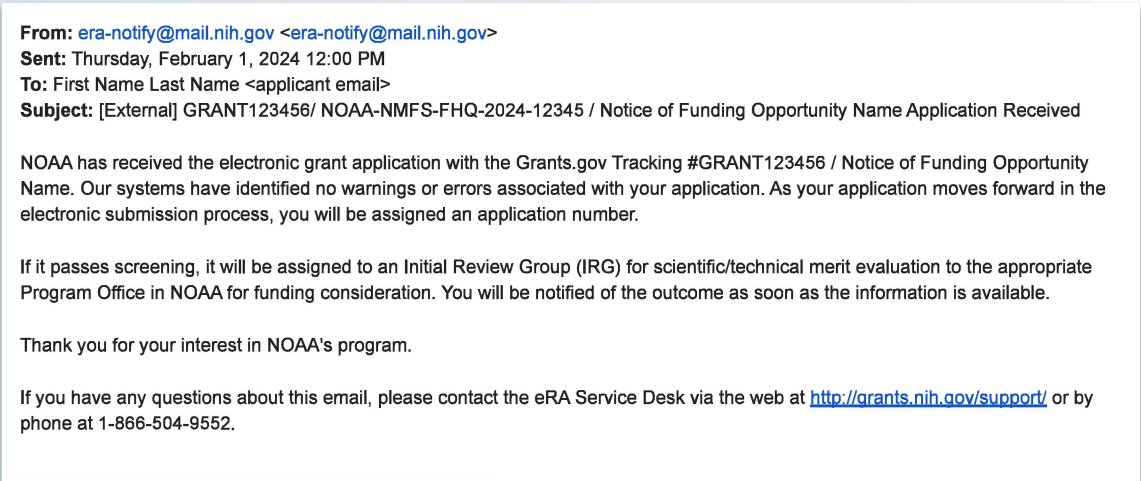 From: era-notify@mail.nih.gov <era-notify@mail.nih.gov>
Sent: Thursday, February 1, 2024 12:00 PM
To: First Name Last Name <applicant email>
Subject: [External] GRANT123456/ NOAA-NMFS-FHQ-2024-12345 / Notice of Funding Opportunity Name Application Received
NOAA has received the electronic grant application with the Grants.gov Tracking #GRANT123456 / Notice of Funding Opportunity
Name. Our systems have identified no warnings or errors associated with your application. As your application moves forward in the
electronic submission process, you will be assigned an application number.
If it passes screening, it will be assigned to an Initial Review Group (IRG) for scientific/technical merit evaluation to the appropriate
Program Office in NOAA for funding consideration. You will be notified of the outcome as soon as the information is available.
Thank you for your interest in NOAA's program.
If you have any questions about this email, please contact the eRA Service Desk via the web at http://grants.nih.gov/support/ or by
phone at 1-866-504-9552.